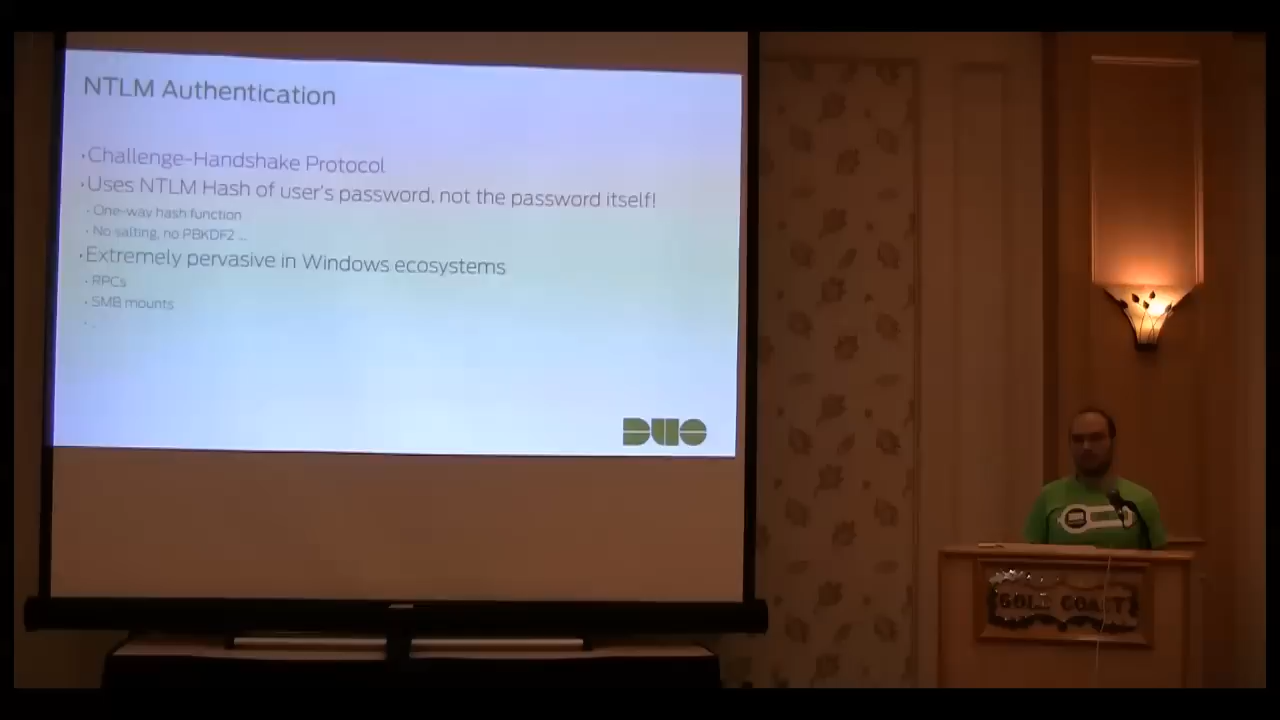 NTLM Authentication
·Challenge-Handshake Protocol
·Uses NTLM Hash of user's password, not the password itself!
· One-way hash function
· No salting, no PBKDF2 ...
·Extremely pervasive in Windows ecosystems
· RPCs
· SMB mounts
DUO
GOLD COAST